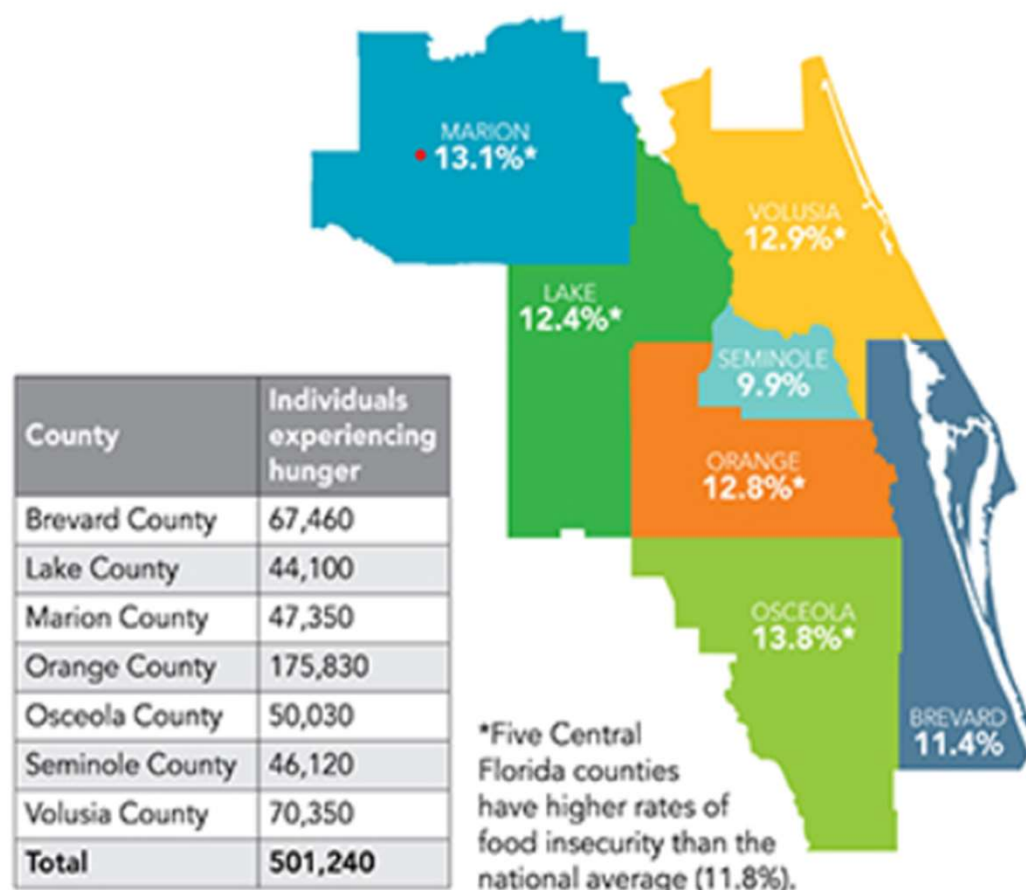 MARION
13.1%*
VOLUSIA
12.9%*
LAKE
12.4%*
SEMINOLE
9.9%
ORANGE
12.8%*
OSCEOLA
13.8%*
BREVARD
11.4%
County Individuals experiencing hunger
Brevard County 67,460
Lake County 44,100
Marion County 47,350
Orange County 175,830
Osceola County 50,030
Seminole County 46,120
Volusia County 70,350
Total 501,240
*Five Central
Florida counties
have higher rates of
food insecurity than the
national average (11.8%).